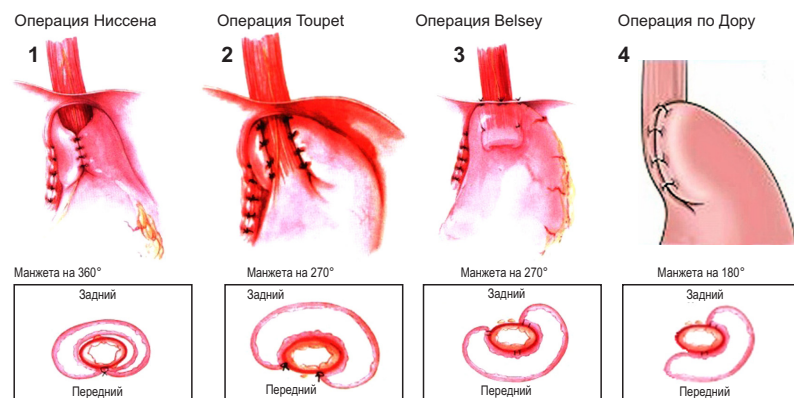 Операция Ниссена
Операция Toupet
Операция Belsey
Операция по Дору
1
2
3
4
Манжета на 360°
Манжета на 270°
Манжета на 270°
Манжета на 180°
Задний
Задний
Задний
Задний
Передний
Передний
Передний
Передний